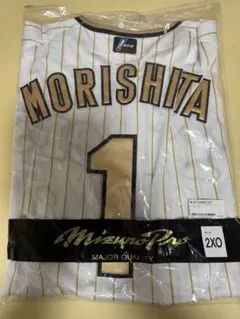 MORISHITA
1
Mizuno Pro
MAJOR QUALITY
2XO